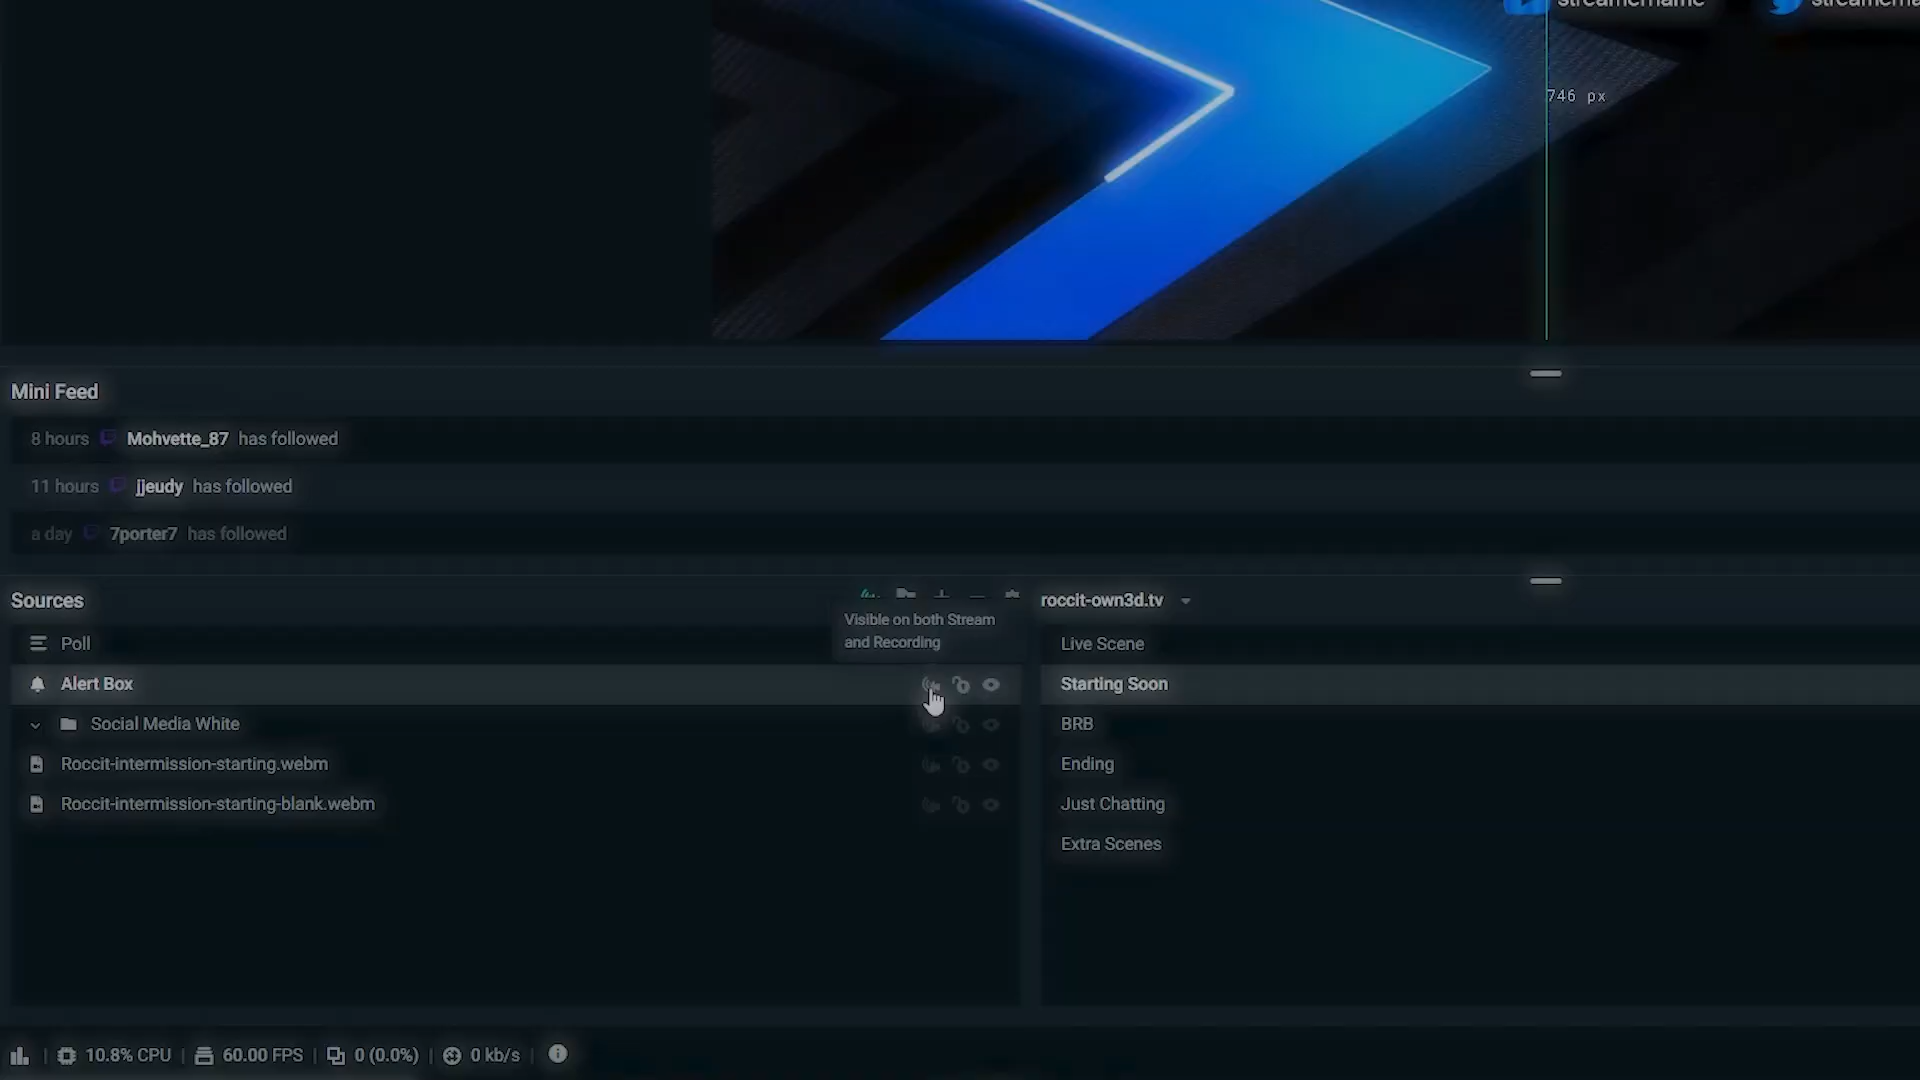 streamername
746 px
Mini Feed
8 hours Mohvette_87 has followed
11 hours jjeudy has followed
a day 7porter7 has followed
Sources
roccit-own3d.tv
Visible on both Stream
and Recording
Poll
Alert Box
Social Media White
Roccit-intermission-starting.webm
Roccit-intermission-starting-blank.webm
Live Scene
Starting Soon
BRB
Ending
Just Chatting
Extra Scenes
10.8% CPU
60.00 FPS
0 (0.0%)
0 kb/s